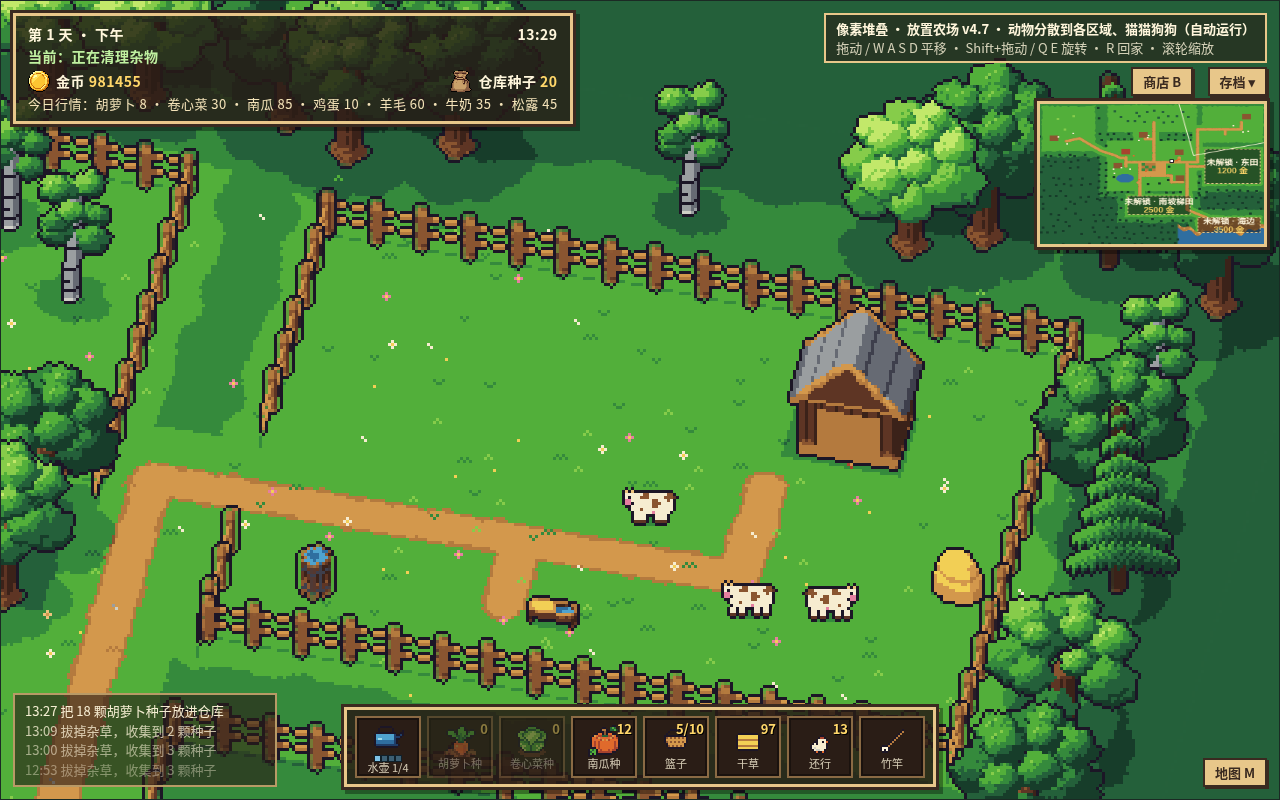 第 1 天 · 下午 13:29
当前：正在清理杂物
金币 981455 仓库种子 20
今日行情：胡萝卜 8 · 卷心菜 30 · 南瓜 85 · 鸡蛋 10 · 羊毛 60 · 牛奶 35 · 松露 45
像素堆叠 · 放置农场 v4.7 · 动物分散到各区域、猫猫狗狗（自动运行）
拖动 / W A S D 平移 · Shift+拖动 / Q E 旋转 · R 回家 · 滚轮缩放
商店 B 存档 ▾
未解锁 · 东田
1200 金
未解锁 · 南坡梯田
2500 金
未解锁 · 海边
3500 金
13:27 把 18 颗胡萝卜种子放进仓库
13:09 拔掉杂草，收集到 2 颗种子
13:00 拔掉杂草，收集到 3 颗种子
12:53 拔掉杂草，收集到 3 颗种子
0 0 12 5/10 97 13
水壶 1/4 胡萝卜种 卷心菜种 南瓜种 篮子 干草 还行 竹竿
地图 M